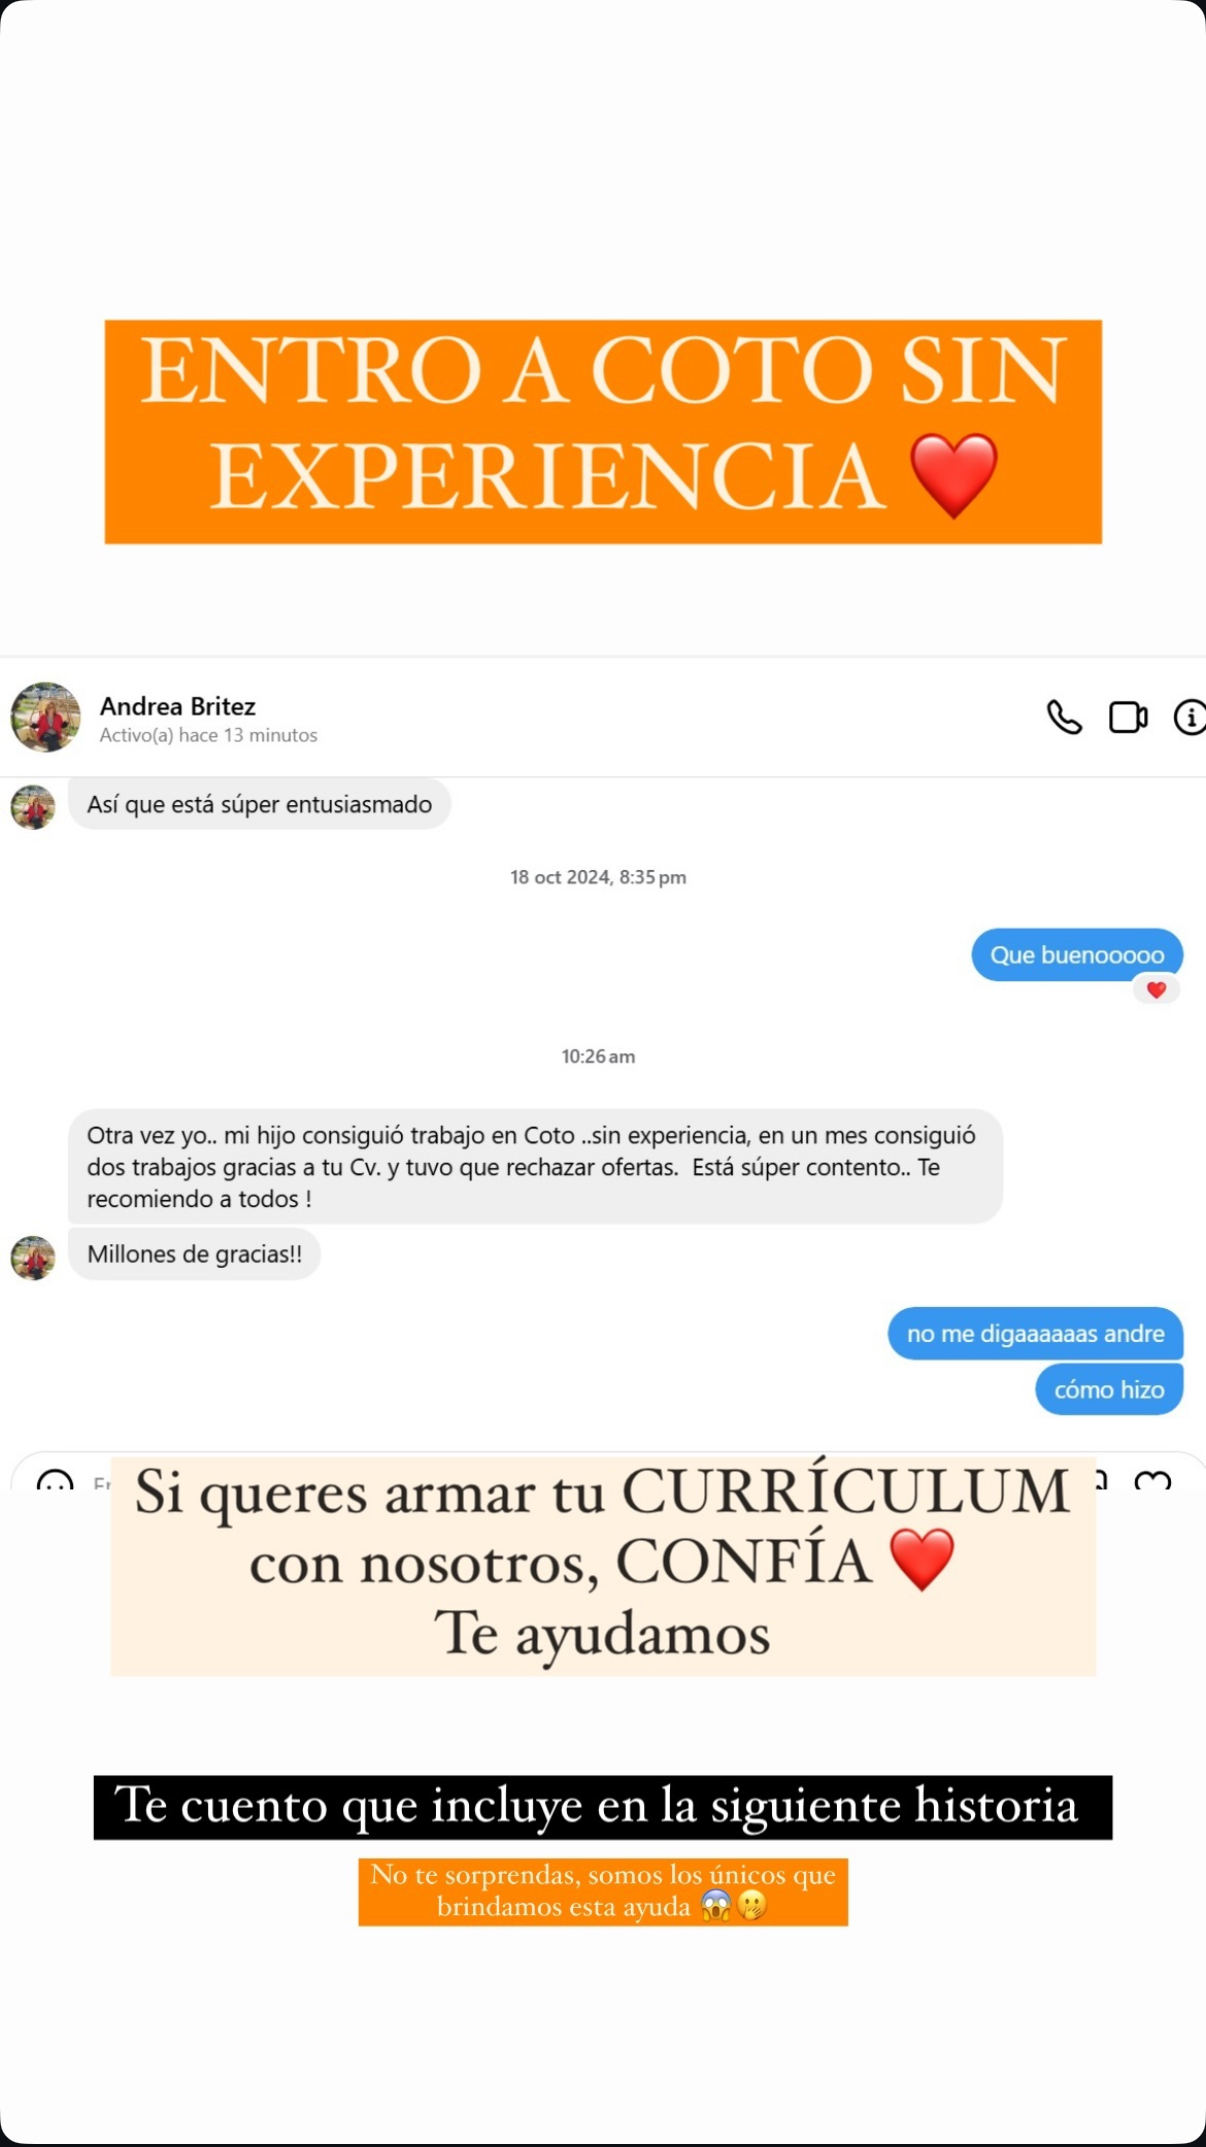 ENTRO A COTO SIN
EXPERIENCIA ❤️
Andrea Britez
Activo(a) hace 13 minutos
Así que está súper entusiasmado
18 oct 2024, 8:35 pm
Que buenooooo
❤️
10:26 am
Otra vez yo.. mi hijo consiguió trabajo en Coto ..sin experiencia, en un mes consiguió
dos trabajos gracias a tu Cv. y tuvo que rechazar ofertas.  Está súper contento.. Te
recomiendo a todos !
Millones de gracias!!
no me digaaaaaas andre
cómo hizo
Si queres armar tu CURRÍCULUM
con nosotros, CONFÍA ❤️
Te ayudamos
Te cuento que incluye en la siguiente historia
No te sorprendas, somos los únicos que
brindamos esta ayuda 😱🫢